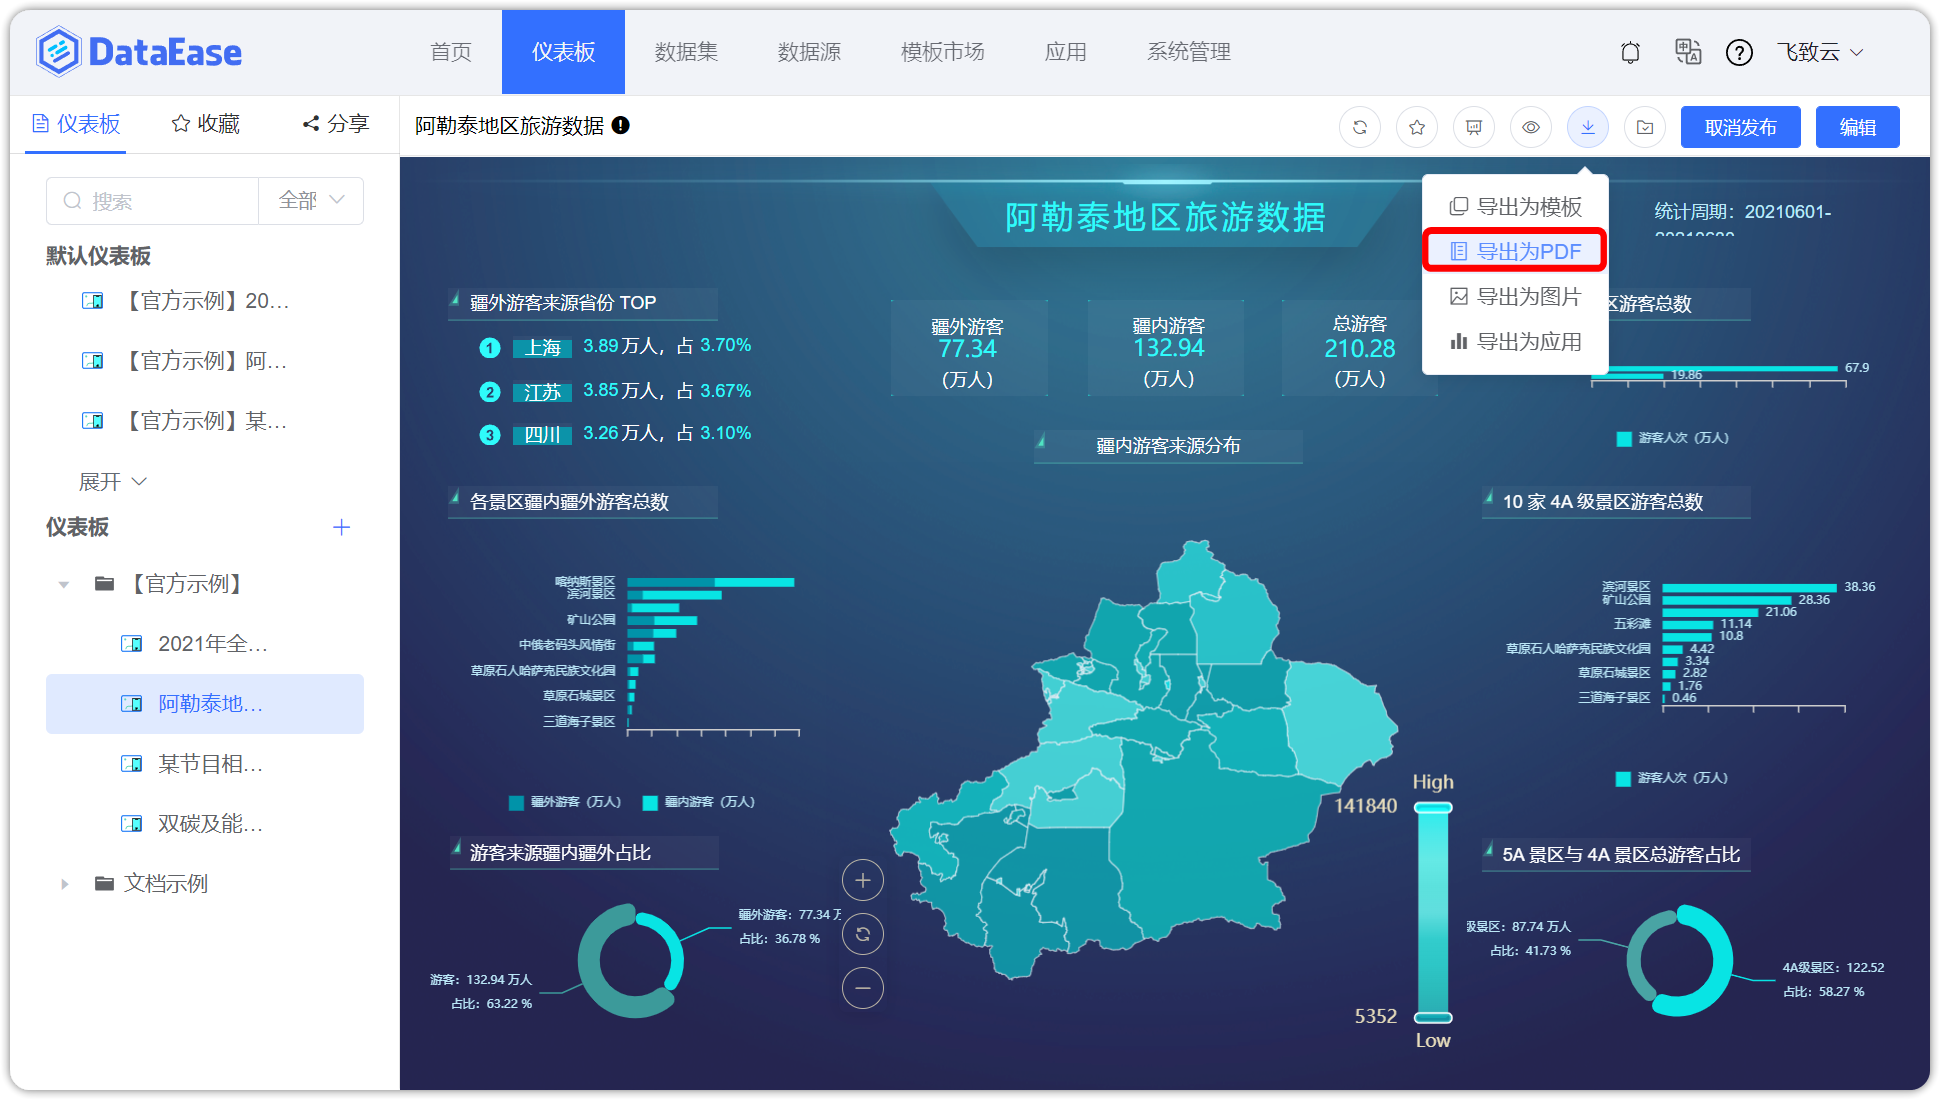 DataEase
首页
仪表板
数据集
数据源
模板市场
应用
系统管理
飞致云
仪表板
收藏
分享
搜索
全部
默认仪表板
【官方示例】20...
【官方示例】阿...
【官方示例】某...
展开
仪表板
【官方示例】
2021年全...
阿勒泰地...
某节目相...
双碳及能...
文档示例
阿勒泰地区旅游数据
取消发布
编辑
导出为模板
导出为PDF
导出为图片
导出为应用
阿勒泰地区旅游数据
统计周期：20210601-
疆外游客来源省份 TOP
1 上海 3.89万人，占 3.70%
2 江苏 3.85万人，占 3.67%
3 四川 3.26万人，占 3.10%
疆外游客
77.34
(万人)
疆内游客
132.94
(万人)
总游客
210.28
(万人)
区游客总数
67.9
19.86
游客人次（万人）
疆内游客来源分布
各景区疆内疆外游客总数
喀纳斯景区
滨河景区
矿山公园
中俄老码头风情街
草原石人哈萨克民族文化园
草原石城景区
三道海子景区
疆外游客（万人）
疆内游客（万人）
10 家 4A 级景区游客总数
滨河景区
38.36
矿山公园
28.36
21.06
五彩滩
11.14
10.8
草原石人哈萨克民族文化园
4.42
3.34
草原石城景区
2.82
1.76
三道海子景区
0.46
游客人次（万人）
High
141840
5352
Low
游客来源疆内疆外占比
疆外游客：77.34 万
占比：36.78 %
游客：132.94 万人
占比：63.22 %
5A 景区与 4A 景区总游客占比
级景区：87.74 万人
占比：41.73 %
4A级景区：122.52
占比：58.27 %